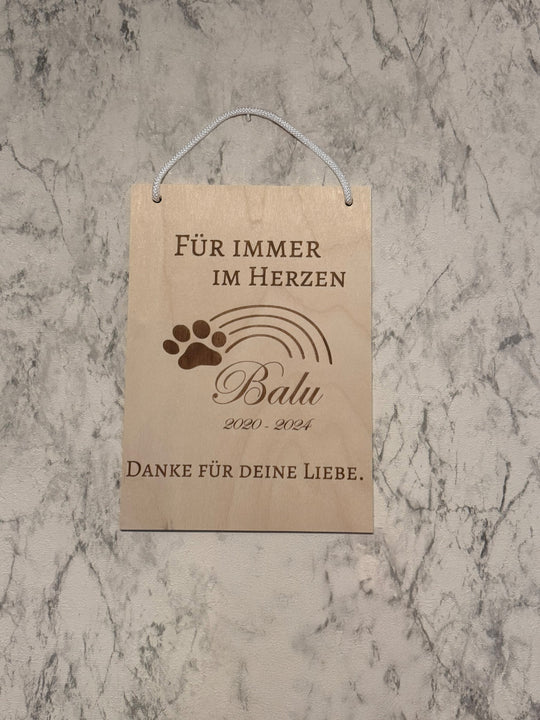 Für immer
im Herzen
Balu
2020 - 2024
Danke für deine Liebe.